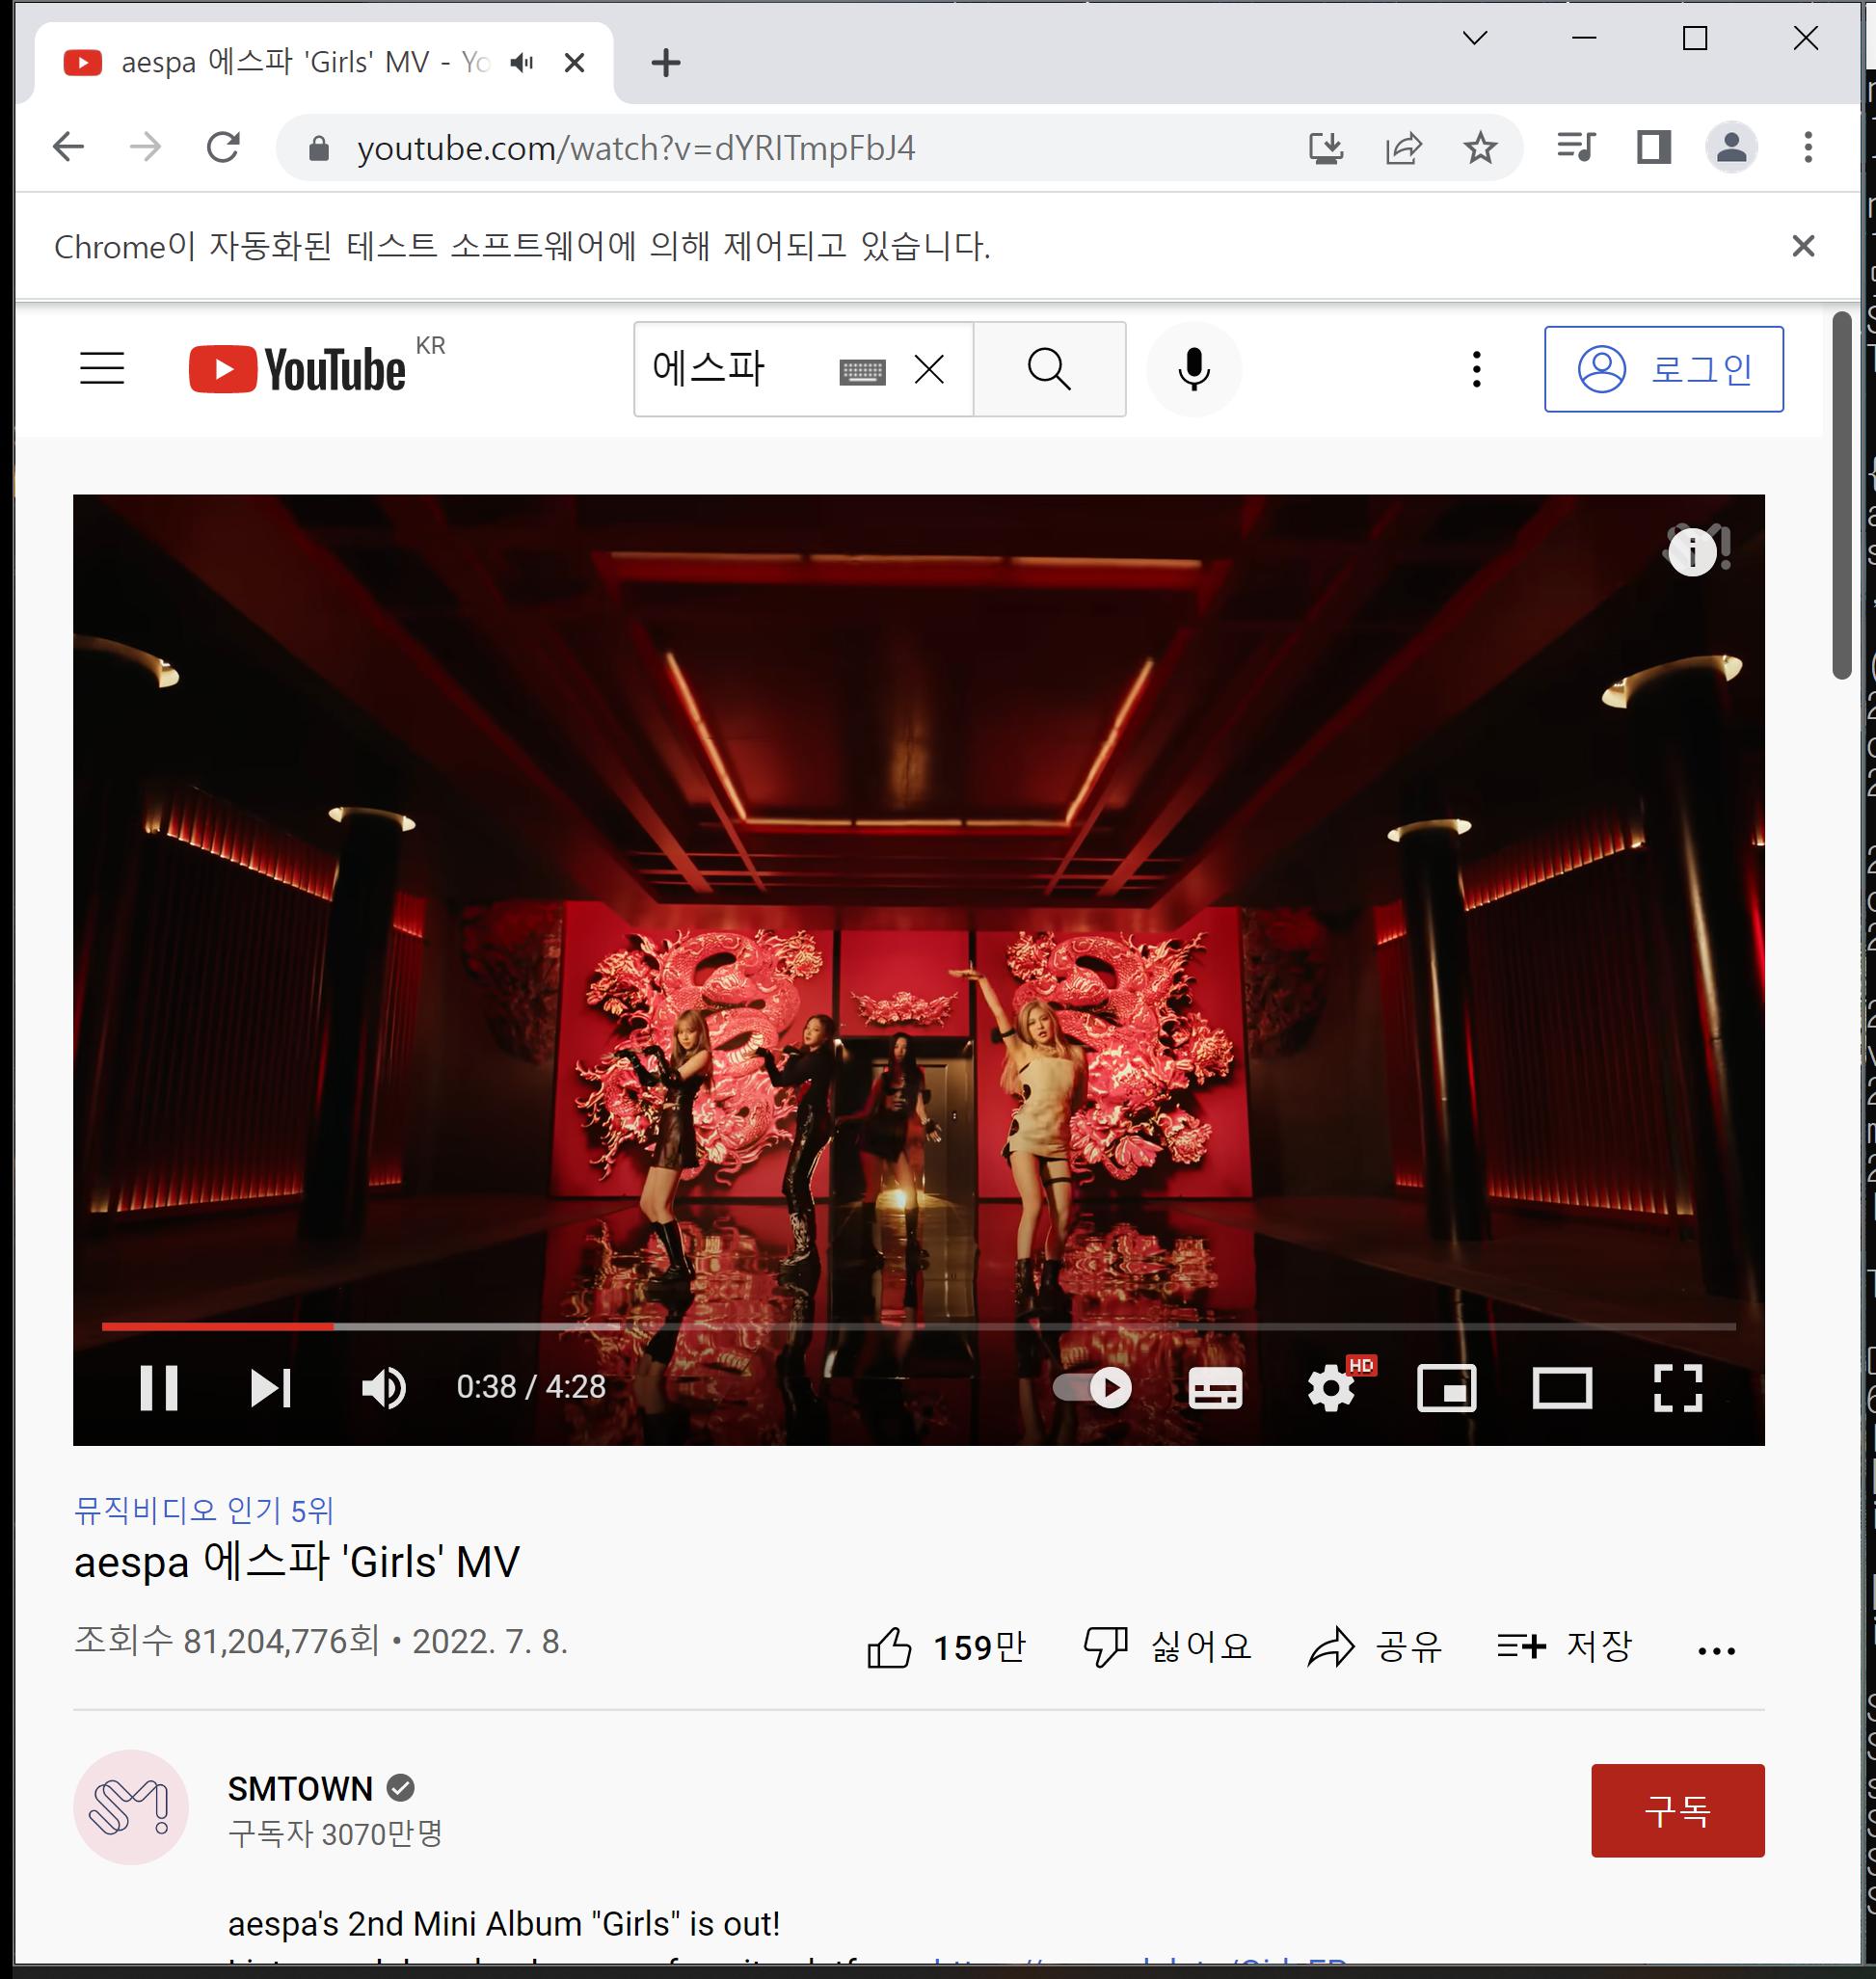 aespa 에스파 'Girls' MV - Yo
youtube.com/watch?v=dYRITmpFbJ4
Chrome이 자동화된 테스트 소프트웨어에 의해 제어되고 있습니다.
YouTube KR
에스파
로그인
0:38 / 4:28
HD
뮤직비디오 인기 5위
aespa 에스파 'Girls' MV
조회수 81,204,776회 • 2022. 7. 8.
159만
싫어요
공유
저장
SMTOWN
구독자 3070만명
구독
aespa's 2nd Mini Album "Girls" is out!